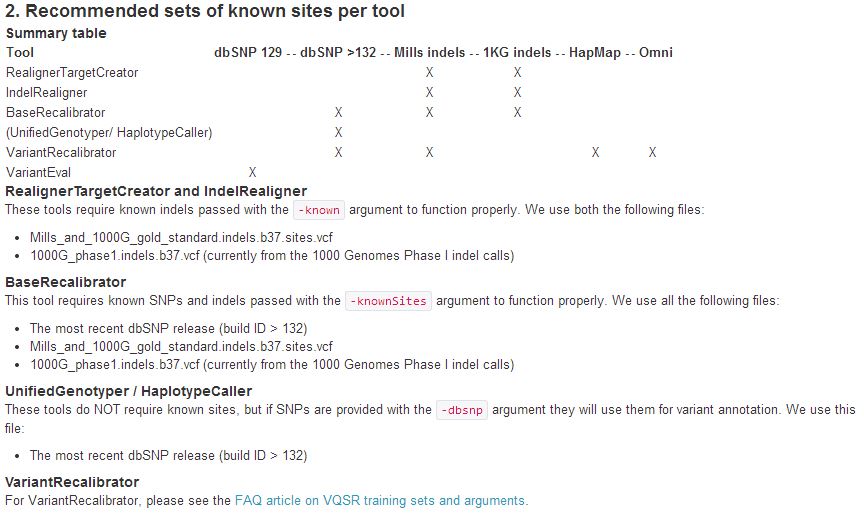 2. Recommended sets of known sites per tool
Summary table
Tool dbSNP 129 -- dbSNP >132 -- Mills indels -- 1KG indels -- HapMap -- Omni
RealignerTargetCreator X X
IndelRealigner X X
BaseRecalibrator X X X
(UnifiedGenotyper/ HaplotypeCaller) X
VariantRecalibrator X X X X
VariantEval X
RealignerTargetCreator and IndelRealigner
These tools require known indels passed with the -known argument to function properly. We use both the following files:
• Mills_and_1000G_gold_standard.indels.b37.sites.vcf
• 1000G_phase1.indels.b37.vcf (currently from the 1000 Genomes Phase I indel calls)
BaseRecalibrator
This tool requires known SNPs and indels passed with the -knownSites argument to function properly. We use all the following files:
• The most recent dbSNP release (build ID > 132)
• Mills_and_1000G_gold_standard.indels.b37.sites.vcf
• 1000G_phase1.indels.b37.vcf (currently from the 1000 Genomes Phase I indel calls)
UnifiedGenotyper / HaplotypeCaller
These tools do NOT require known sites, but if SNPs are provided with the -dbsnp argument they will use them for variant annotation. We use this
file:
• The most recent dbSNP release (build ID > 132)
VariantRecalibrator
For VariantRecalibrator, please see the FAQ article on VQSR training sets and arguments.